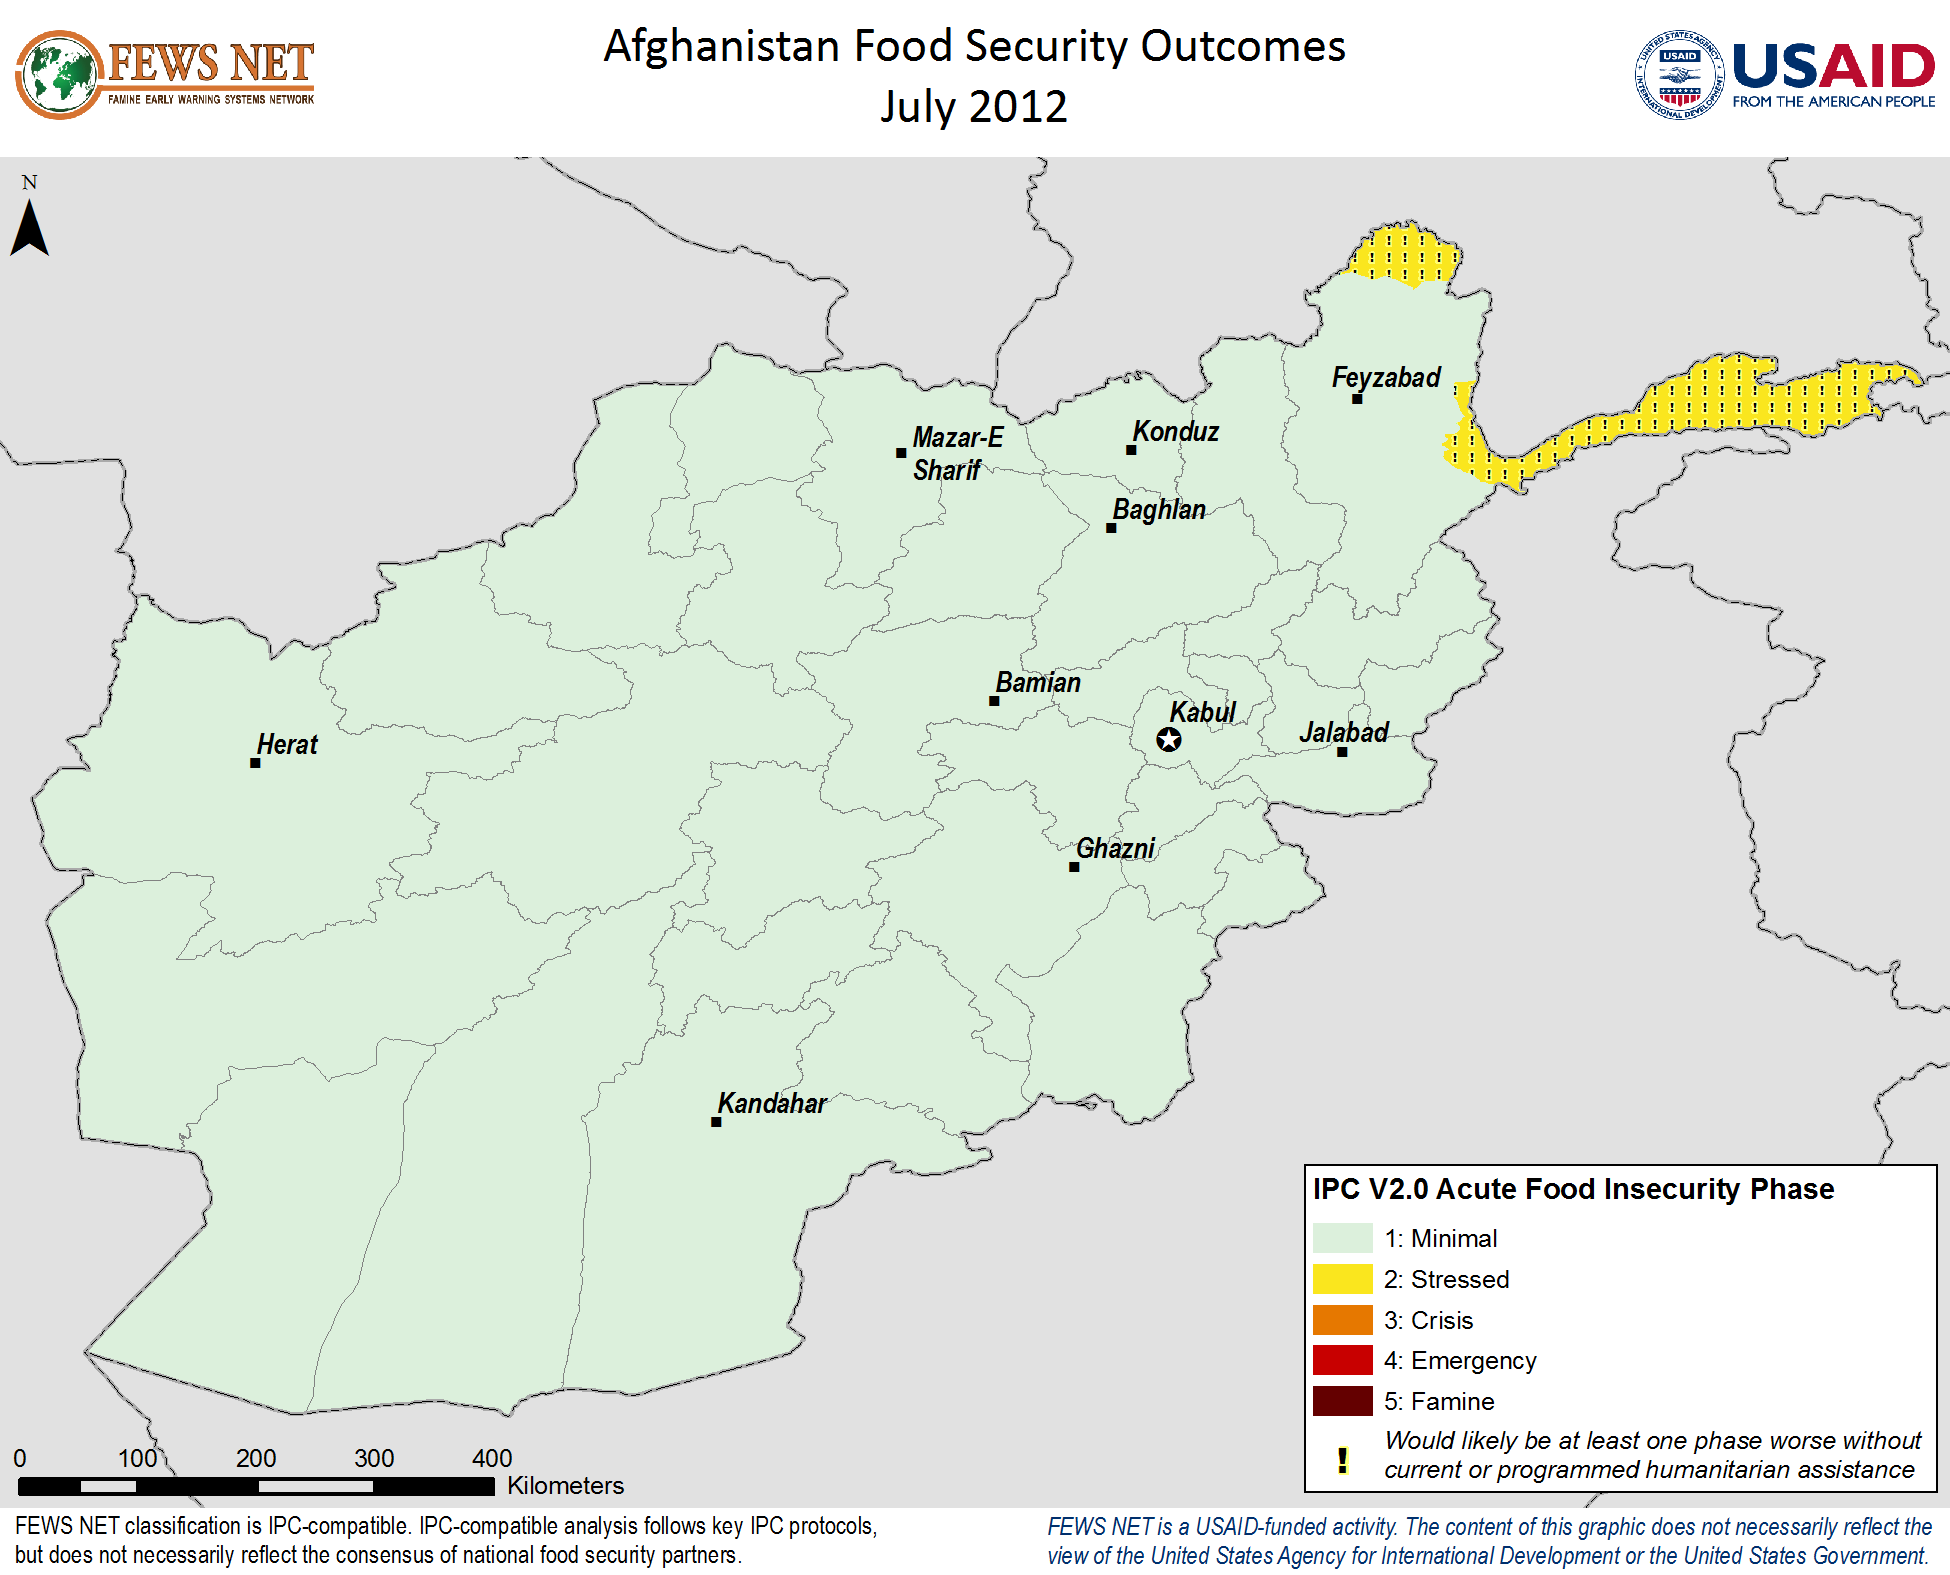 FEWS NET
FAMINE EARLY WARNING SYSTEMS NETWORK
Afghanistan Food Security Outcomes
July 2012
UNITED STATES AGENCY
USAID
INTERNATIONAL DEVELOPMENT
USAID
FROM THE AMERICAN PEOPLE
N
Feyzabad
Mazar-E
Sharif
Konduz
Baghlan
Bamian
Kabul
Herat
Jalabad
Ghazni
Kandahar
IPC V2.0 Acute Food Insecurity Phase
1: Minimal
2: Stressed
3: Crisis
4: Emergency
5: Famine
! Would likely be at least one phase worse without
current or programmed humanitarian assistance
0 100 200 300 400
Kilometers
FEWS NET classification is IPC-compatible. IPC-compatible analysis follows key IPC protocols,
but does not necessarily reflect the consensus of national food security partners.
FEWS NET is a USAID-funded activity. The content of this graphic does not necessarily reflect the
view of the United States Agency for International Development or the United States Government.